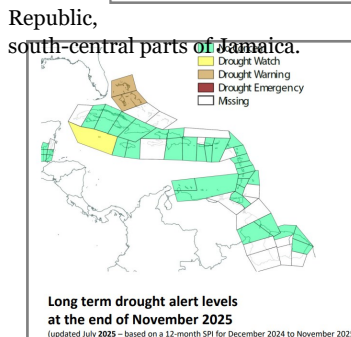 Republic,
south-central parts of Jamaica.
Drought Watch
Drought Warning
Drought Emergency
Missing
Long term drought alert levels
at the end of November 2025
(updated July 2025 – based on a 12-month SPI for December 2024 to November 2025